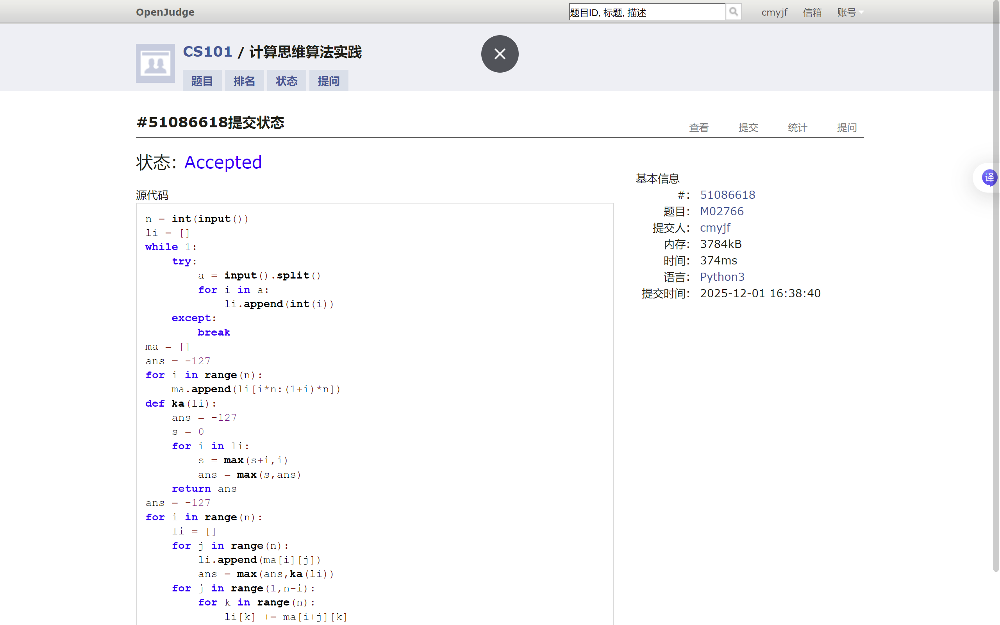 OpenJudge
题目ID, 标题, 描述
cmyjf 信箱 账号
CS101 / 计算思维算法实践
题目 排名 状态 提问
#51086618提交状态
查看 提交 统计 提问
状态: Accepted
译
源代码
n = int(input())
li = []
while 1:
    try:
        a = input().split()
        for i in a:
            li.append(int(i))
    except:
        break
ma = []
ans = -127
for i in range(n):
    ma.append(li[i*n:(1+i)*n])
def ka(li):
    ans = -127
    s = 0
    for i in li:
        s = max(s+i,i)
        ans = max(s,ans)
    return ans
ans = -127
for i in range(n):
    li = []
    for j in range(n):
        li.append(ma[i][j])
        ans = max(ans,ka(li))
    for j in range(1,n-i):
        for k in range(n):
            li[k] += ma[i+j][k]
基本信息
#: 51086618
题目: M02766
提交人: cmyjf
内存: 3784kB
时间: 374ms
语言: Python3
提交时间: 2025-12-01 16:38:40